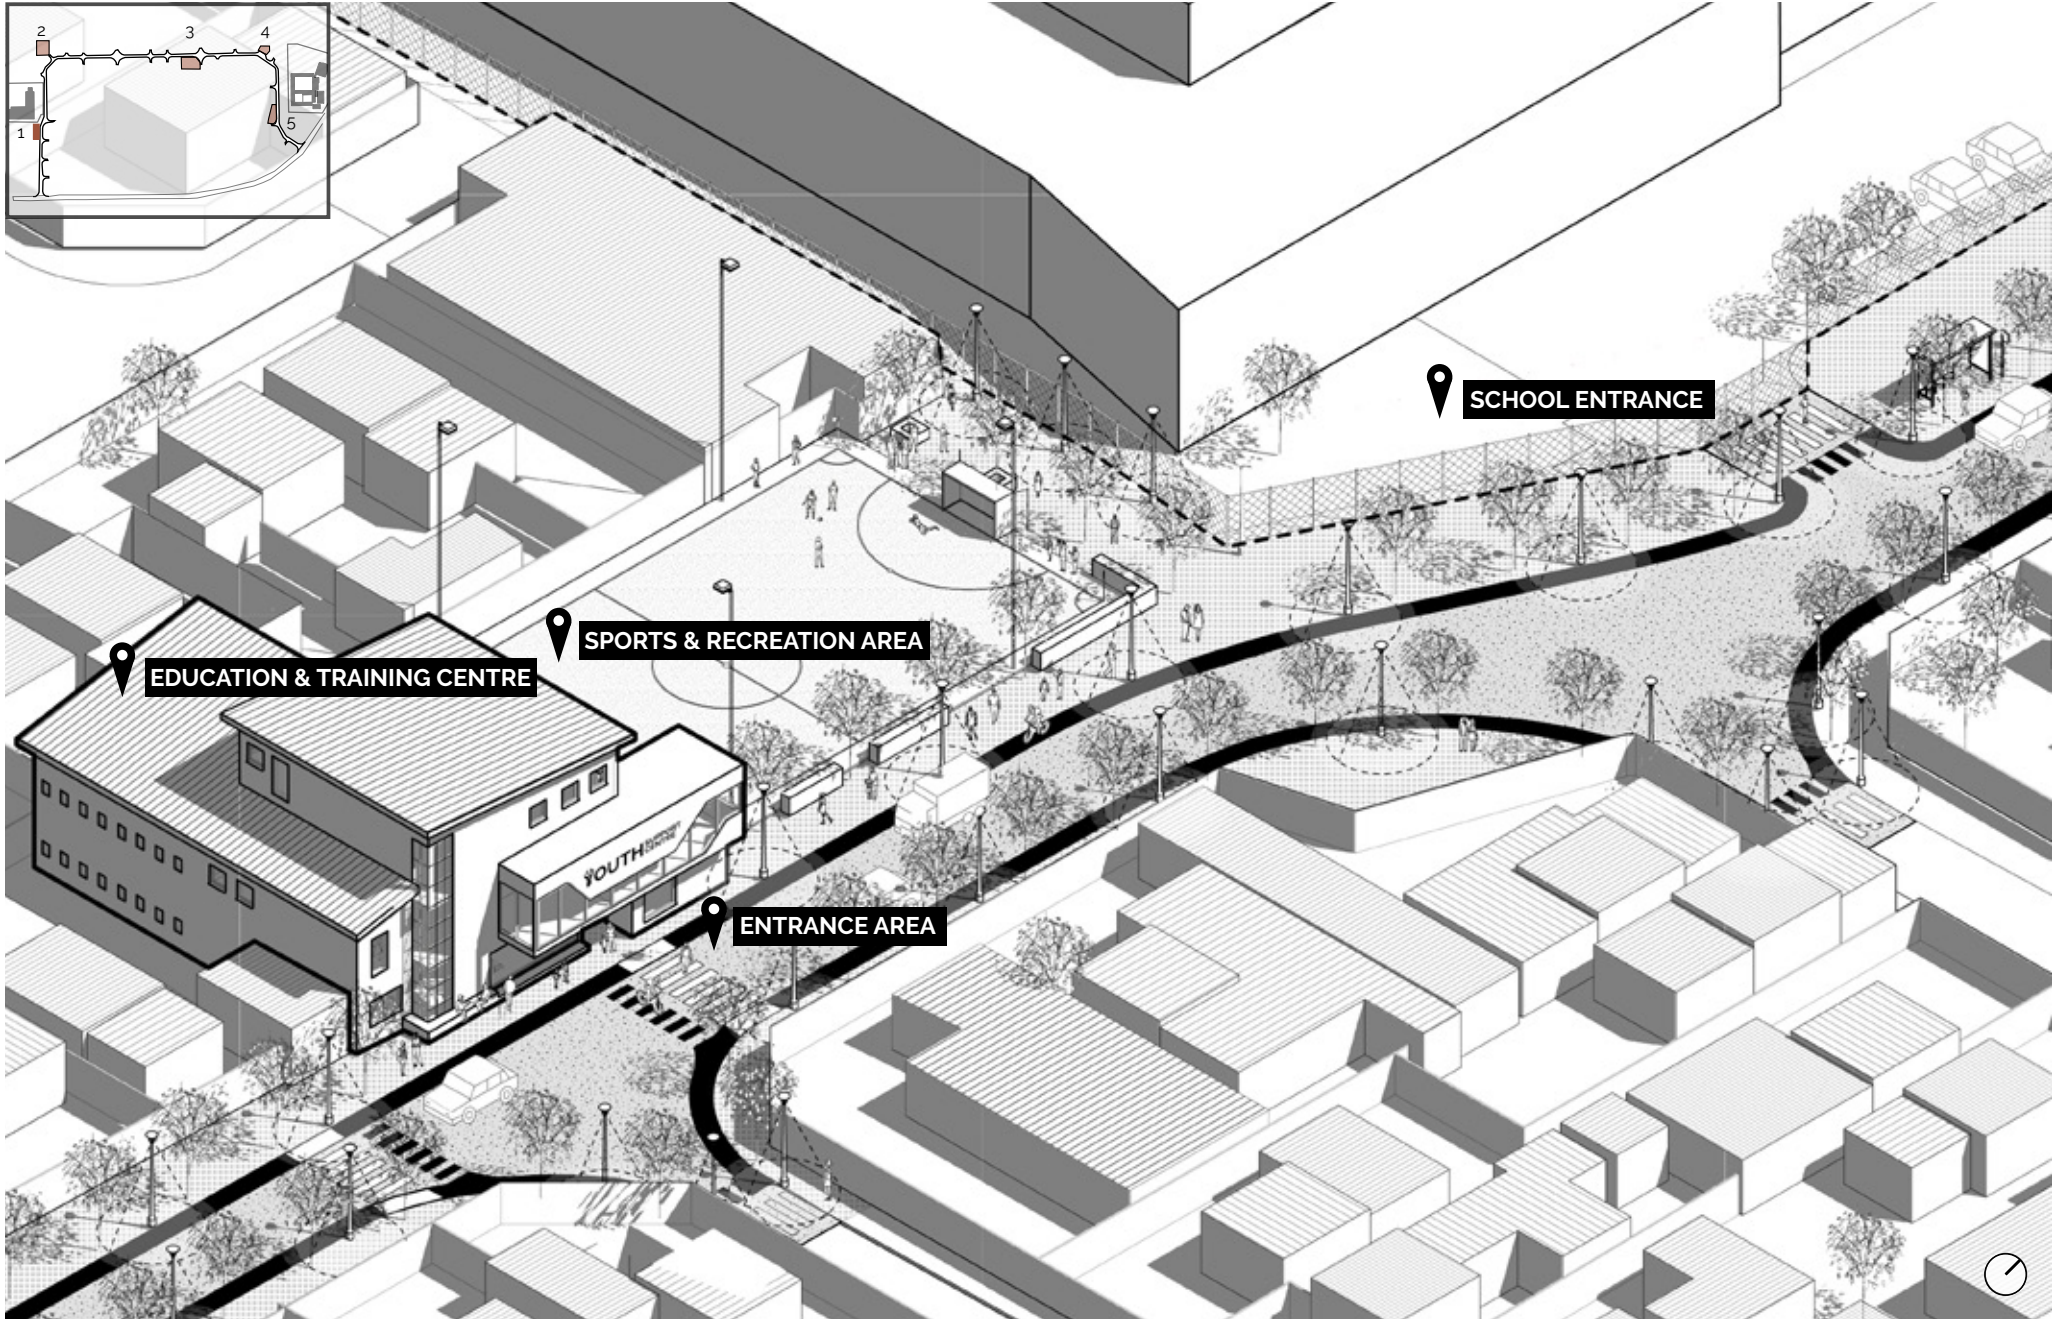 2
3
4
1
5
SCHOOL ENTRANCE
SPORTS & RECREATION AREA
EDUCATION & TRAINING CENTRE
YOUTH
ENTRANCE AREA